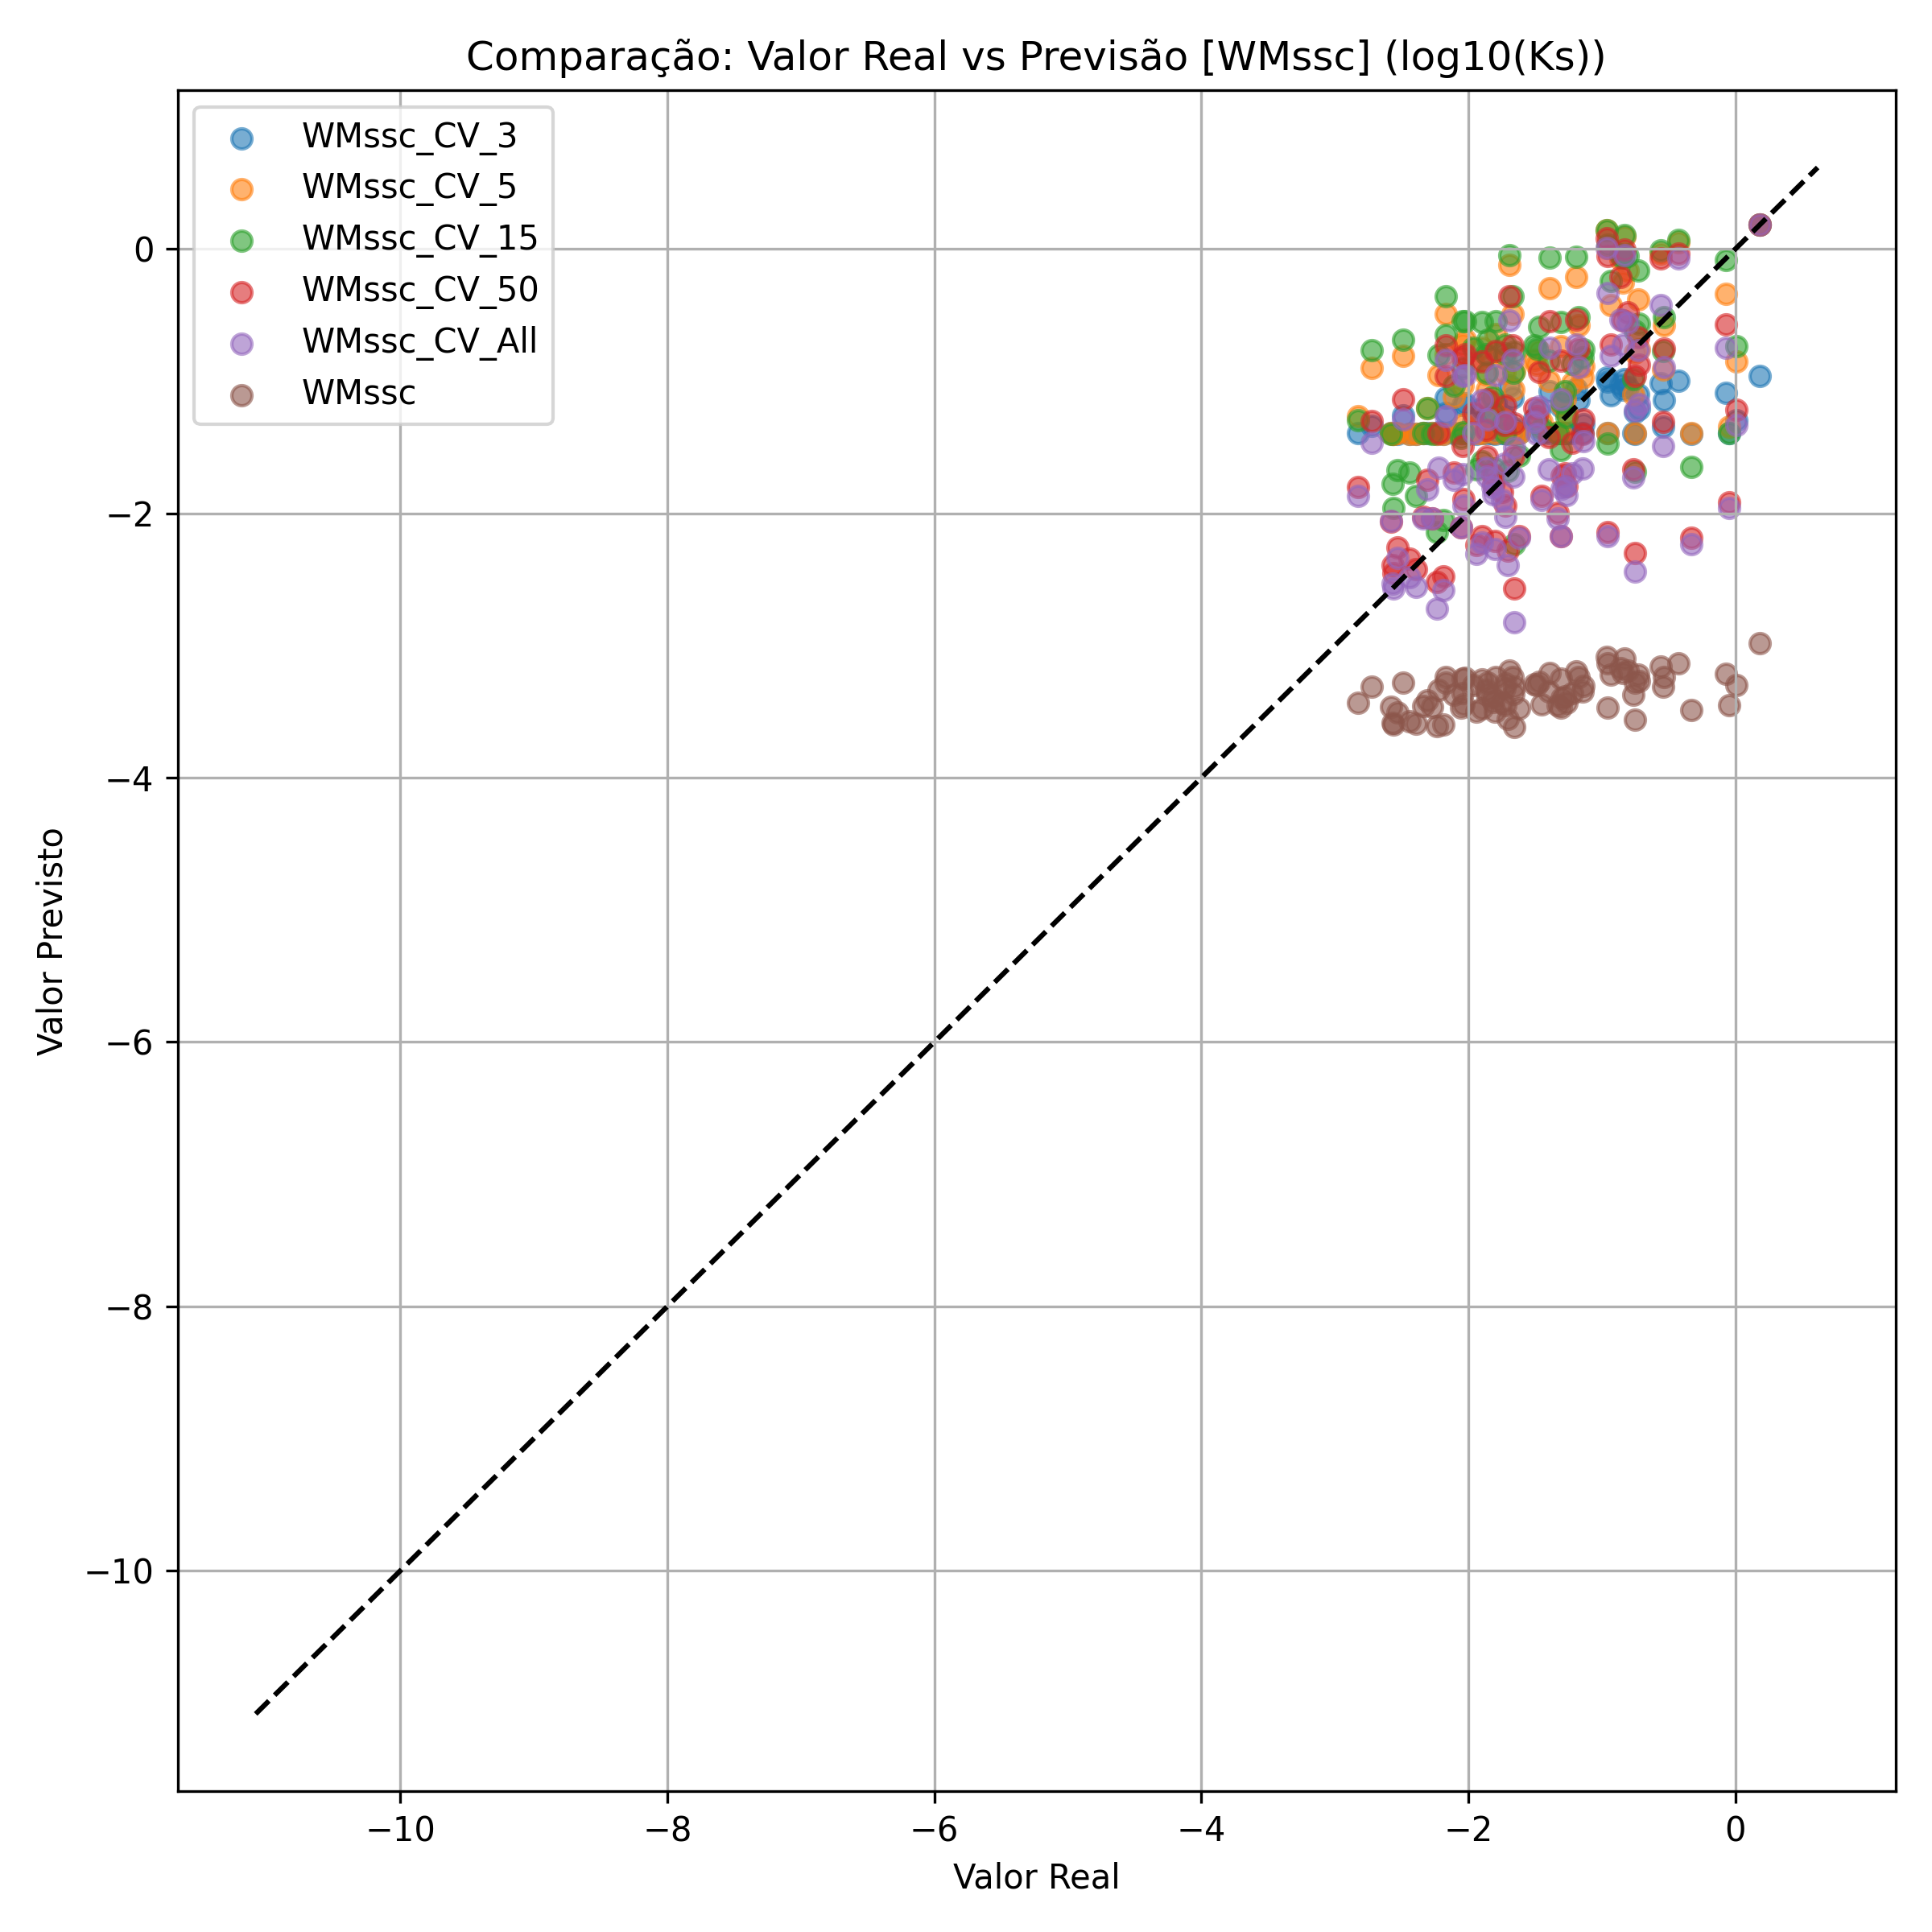 Comparação: Valor Real vs Previsão [WMssc] (log10(Ks))
WMssc_CV_3
WMssc_CV_5
WMssc_CV_15
WMssc_CV_50
WMssc_CV_All
WMssc
0
−2
−4
−6
−8
−10
Valor Previsto
−10
−8
−6
−4
−2
0
Valor Real